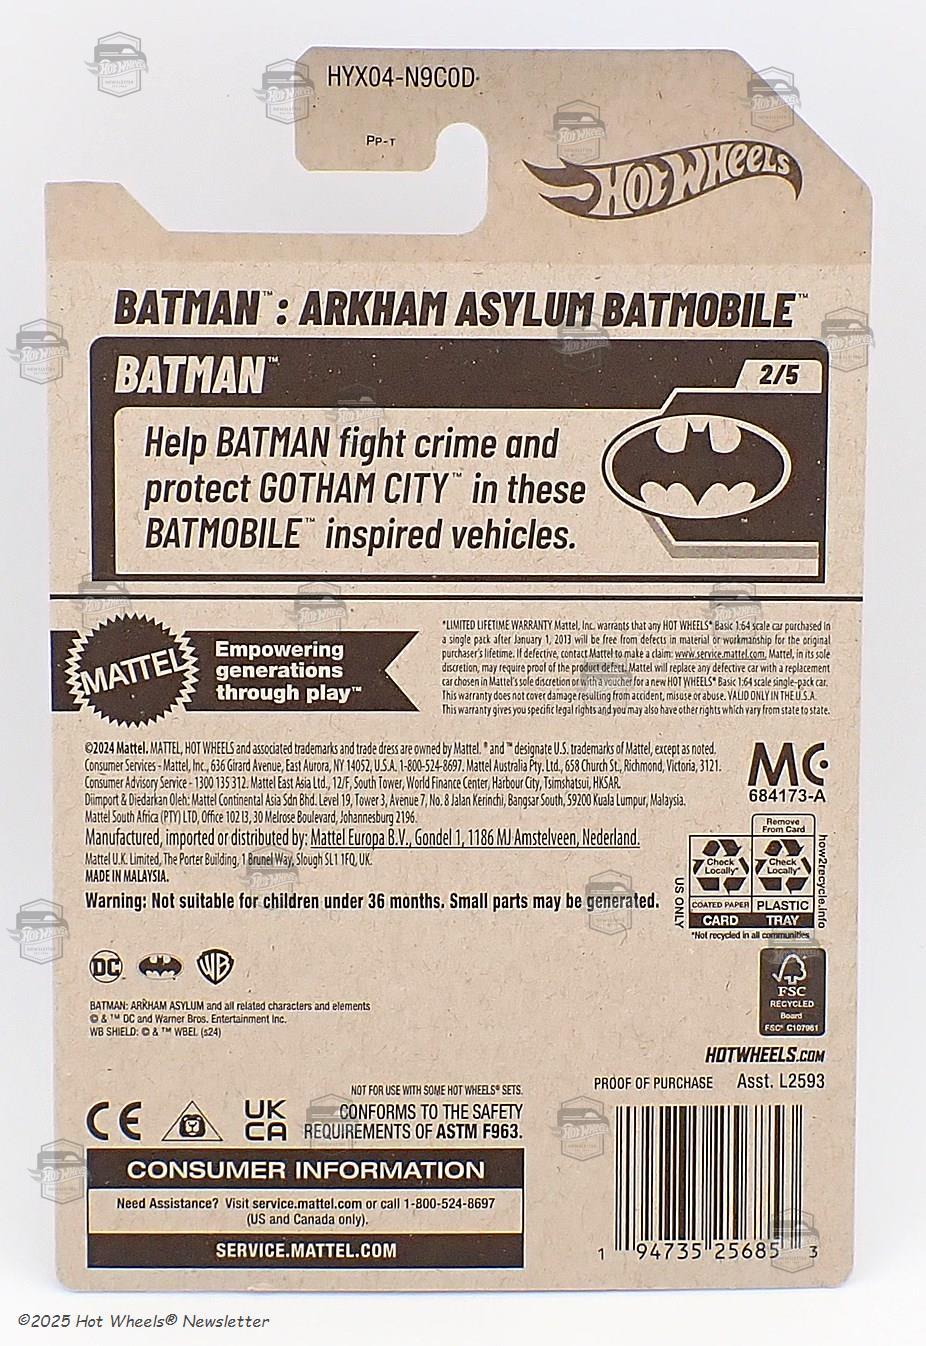 HYX04-N9C0D
PP-T
HOT WHEELS
BATMAN™ : ARKHAM ASYLUM BATMOBILE™
BATMAN™
2/5
Help BATMAN fight crime and
protect GOTHAM CITY™ in these
BATMOBILE™ inspired vehicles.
™
MATTEL
Empowering
generations
through play™
*LIMITED LIFETIME WARRANTY Mattel, Inc. warrants that any HOT WHEELS® Basic 1:64 scale car purchased in
a single pack after January 1, 2013 will be free from defects in material or workmanship for the original
purchaser's lifetime. If defective, contact Mattel to make a claim: www.service.mattel.com. Mattel, in its sole
discretion, may require proof of the product defect. Mattel will replace any defective car with a replacement
car chosen in Mattel's sole discretion or with a voucher for a new HOT WHEELS® Basic 1:64 scale single-pack car.
This warranty does not cover damage resulting from accident, misuse or abuse. VALID ONLY IN THE U.S.A.
This warranty gives you specific legal rights and you may also have other rights which vary from state to state.
©2024 Mattel. MATTEL, HOT WHEELS and associated trademarks and trade dress are owned by Mattel. ® and ™ designate U.S. trademarks of Mattel, except as noted.
Consumer Services - Mattel, Inc., 636 Girard Avenue, East Aurora, NY 14052, U.S.A. 1-800-524-8697. Mattel Australia Pty. Ltd., 658 Church St., Richmond, Victoria, 3121.
Consumer Advisory Service - 1300 135 312. Mattel East Asia Ltd., 12/F, South Tower, World Finance Center, Harbour City, Tsimshatsui, HKSAR.
Diimport & Diedarkan Oleh: Mattel Continental Asia Sdn Bhd. Level 19, Tower 3, Avenue 7, No. 8 Jalan Kerinchi, Bangsar South, 59200 Kuala Lumpur, Malaysia.
Mattel South Africa (PTY) LTD, Office 102 I3, 30 Melrose Boulevard, Johannesburg 2196.
Manufactured, imported or distributed by: Mattel Europa B.V., Gondel 1, 1186 MJ Amstelveen, Nederland.
Mattel U.K. Limited, The Porter Building, 1 Brunel Way, Slough SL1 1FQ, UK.
MADE IN MALAYSIA.
Warning: Not suitable for children under 36 months. Small parts may be generated.
MC
684173-A
Remove
From Card
Check
Locally*
Check
Locally*
COATED PAPER
PLASTIC
CARD
TRAY
US ONLY
how2recycle.info
*Not recycled in all communities
DC
WB
FSC
RECYCLED
Board
FSC® C107961
BATMAN: ARKHAM ASYLUM and all related characters and elements
© & ™ DC and Warner Bros. Entertainment Inc.
WB SHIELD: © & ™ WBEI. (s24)
HOTWHEELS.COM
PROOF OF PURCHASE Asst. L2593
NOT FOR USE WITH SOME HOT WHEELS® SETS.
CE
UK
CA
CONFORMS TO THE SAFETY
REQUIREMENTS OF ASTM F963.
CONSUMER INFORMATION
Need Assistance? Visit service.mattel.com or call 1-800-524-8697
(US and Canada only).
SERVICE.MATTEL.COM
1 94735 25685 3
©2025 Hot Wheels® Newsletter